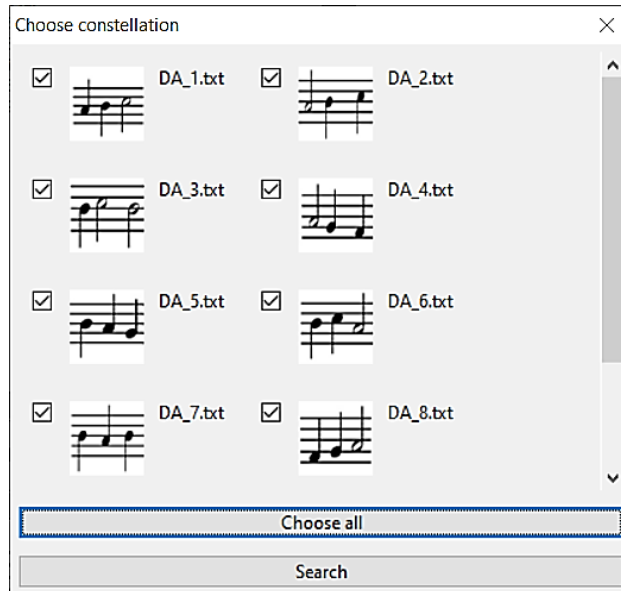 Choose constellation
DA_1.txt DA_2.txt
DA_3.txt DA_4.txt
DA_5.txt DA_6.txt
DA_7.txt DA_8.txt
Choose all
Search